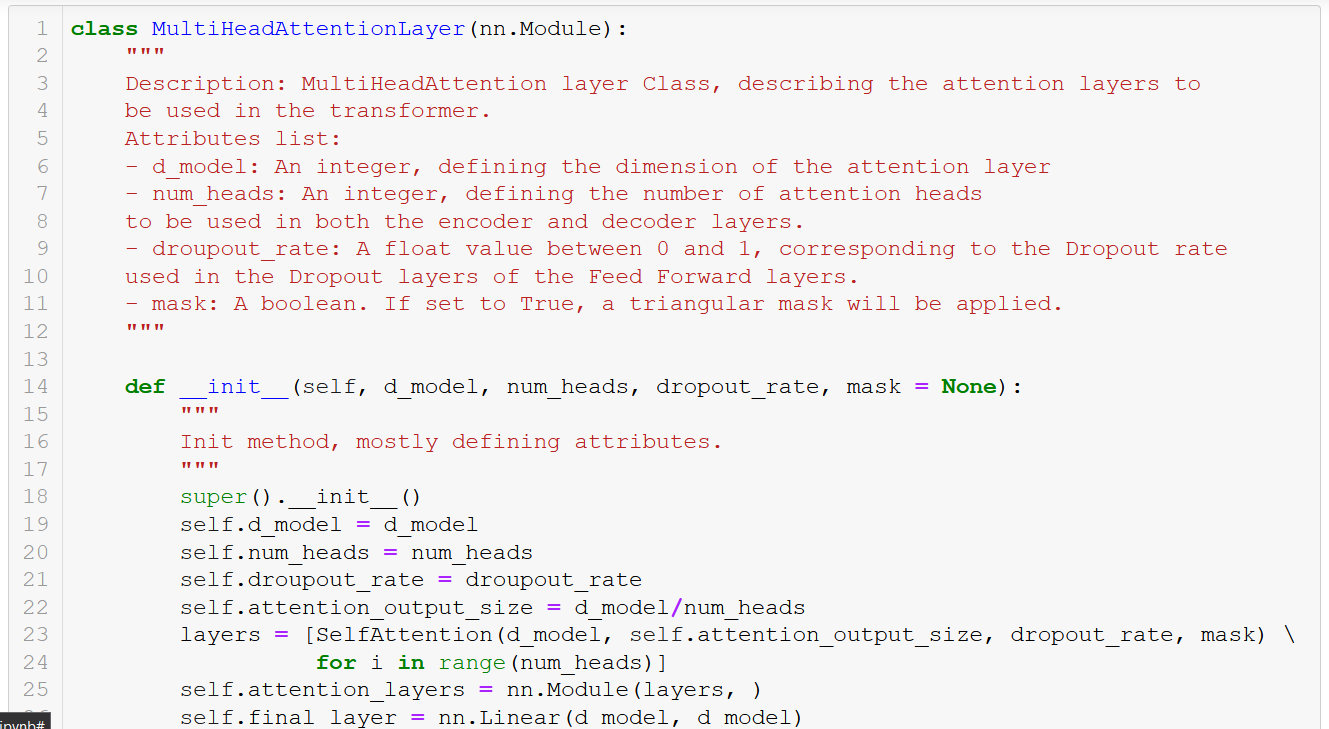 1 class MultiHeadAttentionLayer(nn.Module):
2 """
3 Description: MultiHeadAttention layer Class, describing the attention layers to
4 be used in the transformer.
5 Attributes list:
6 - d_model: An integer, defining the dimension of the attention layer
7 - num_heads: An integer, defining the number of attention heads
8 to be used in both the encoder and decoder layers.
9 - droupout_rate: A float value between 0 and 1, corresponding to the Dropout rate
10 used in the Dropout layers of the Feed Forward layers.
11 - mask: A boolean. If set to True, a triangular mask will be applied.
12 """
13
14 def __init__(self, d_model, num_heads, dropout_rate, mask = None):
15 """
16 Init method, mostly defining attributes.
17 """
18 super().__init__()
19 self.d_model = d_model
20 self.num_heads = num_heads
21 self.droupout_rate = droupout_rate
22 self.attention_output_size = d_model/num_heads
23 layers = [SelfAttention(d_model, self.attention_output_size, dropout_rate, mask) \
24 for i in range(num_heads)]
25 self.attention_layers = nn.Module(layers, )
self.final_layer = nn.Linear(d_model, d_model)
ipynb#